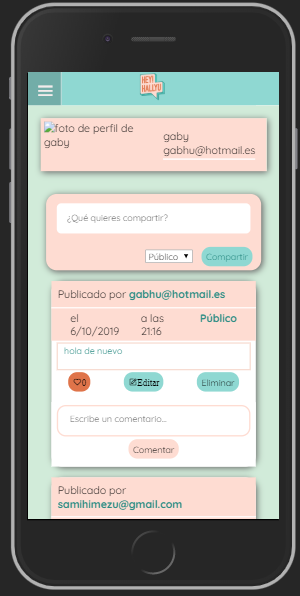 HEY!
HALLYU
foto de perfil de
gaby
gaby
gabhu@hotmail.es
¿Qué quieres compartir?
Público
Compartir
Publicado por gabhu@hotmail.es
el
6/10/2019
a las
21:16
Público
hola de nuevo
0
Editar
Eliminar
Escribe un comentario...
Comentar
Publicado por
samihimezu@gmail.com